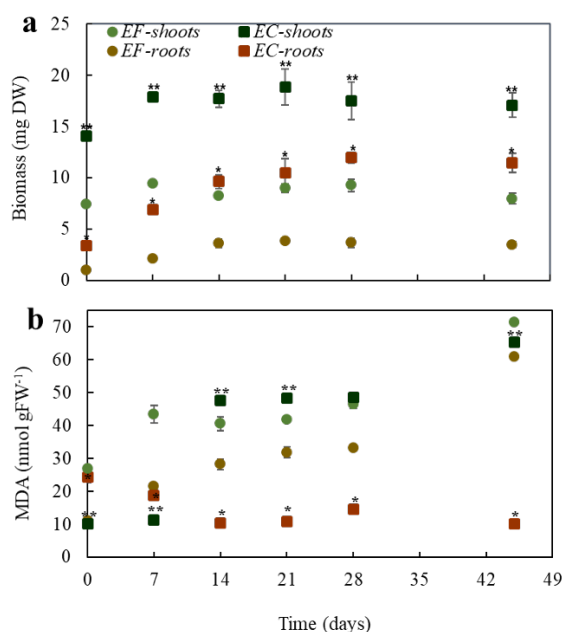 a
EF-shoots EC-shoots
EF-roots EC-roots
25
20
15
10
5
0
Biomass (mg DW)
** ** ** ** ** **
* * * * * *
b
70
60
50
40
30
20
10
0
MDA (nmol gFW⁻¹)
** ** ** ** **
* * * * * *
0 7 14 21 28 35 42 49
Time (days)